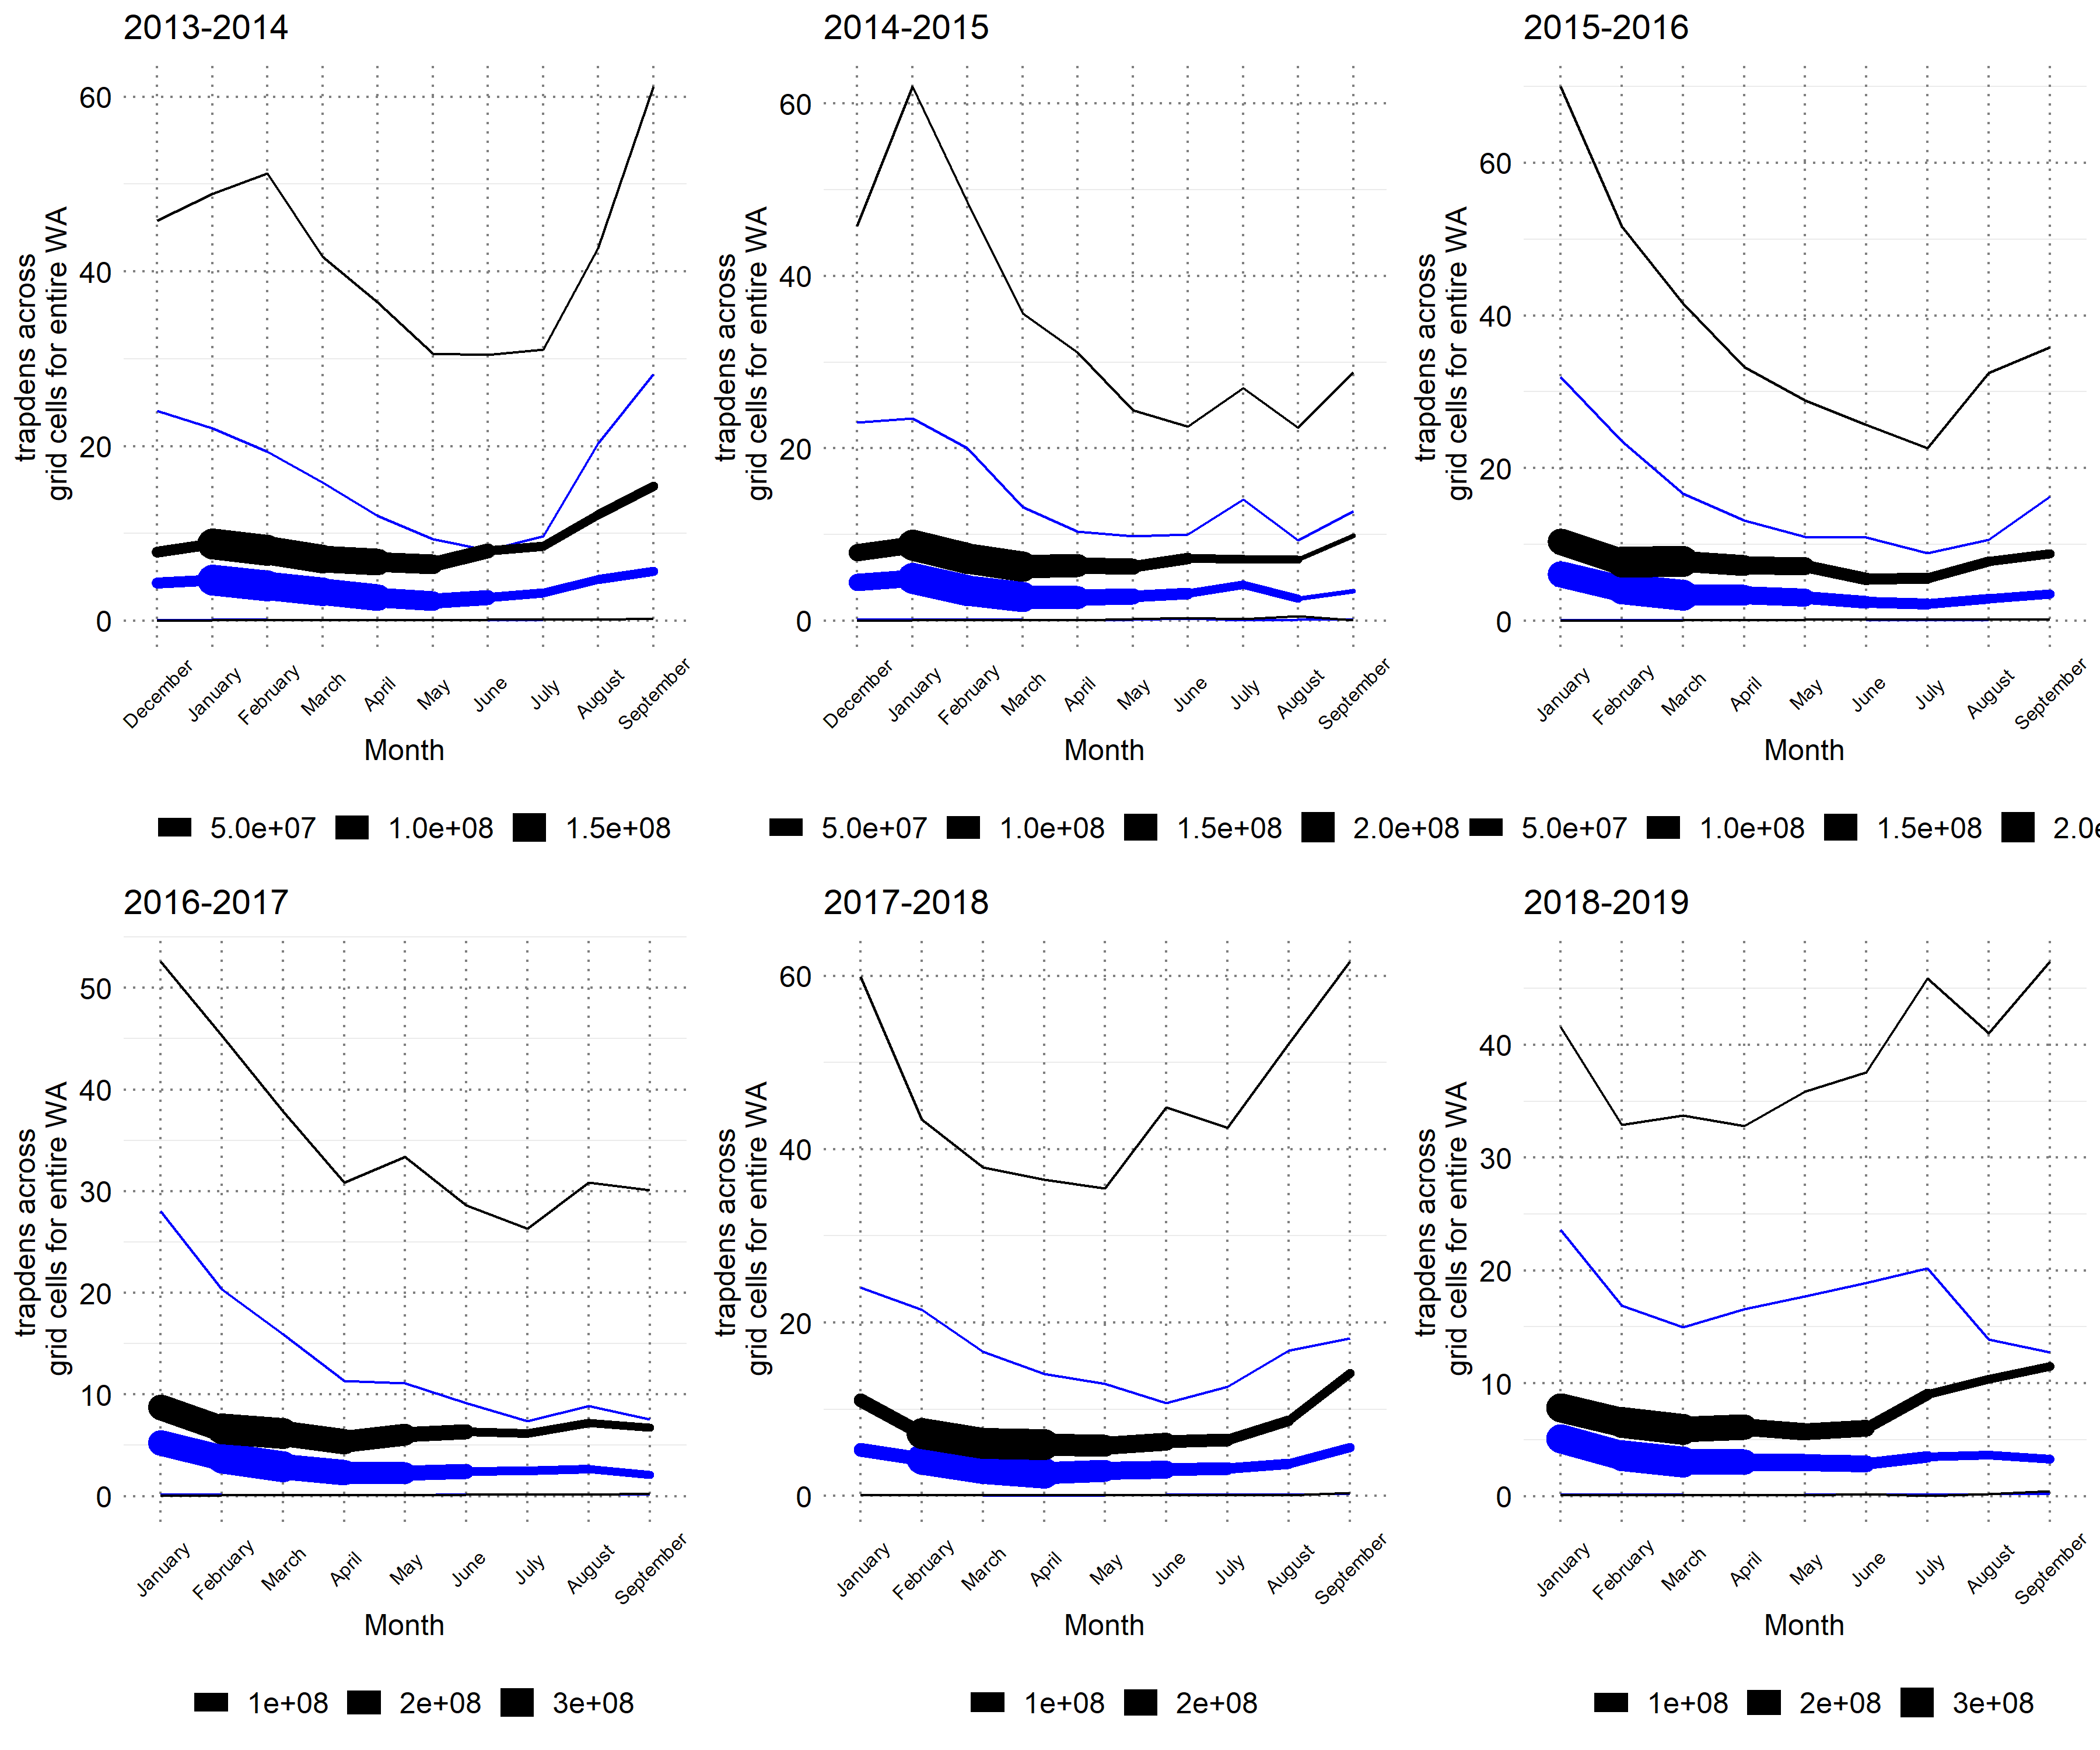 2013-2014
trapdens across
grid cells for entire WA
60
40
20
0
December
January
February
March
April
May
June
July
August
September
Month
5.0e+07 1.0e+08 1.5e+08
2014-2015
trapdens across
grid cells for entire WA
60
40
20
0
December
January
February
March
April
May
June
July
August
September
Month
5.0e+07 1.0e+08 1.5e+08 2.0e+08
2015-2016
trapdens across
grid cells for entire WA
60
40
20
0
January
February
March
April
May
June
July
August
September
Month
5.0e+07 1.0e+08 1.5e+08 2.0e
2016-2017
trapdens across
grid cells for entire WA
50
40
30
20
10
0
January
February
March
April
May
June
July
August
September
Month
1e+08 2e+08 3e+08
2017-2018
trapdens across
grid cells for entire WA
60
40
20
0
January
February
March
April
May
June
July
August
September
Month
1e+08 2e+08
2018-2019
trapdens across
grid cells for entire WA
40
30
20
10
0
January
February
March
April
May
June
July
August
September
Month
1e+08 2e+08 3e+08